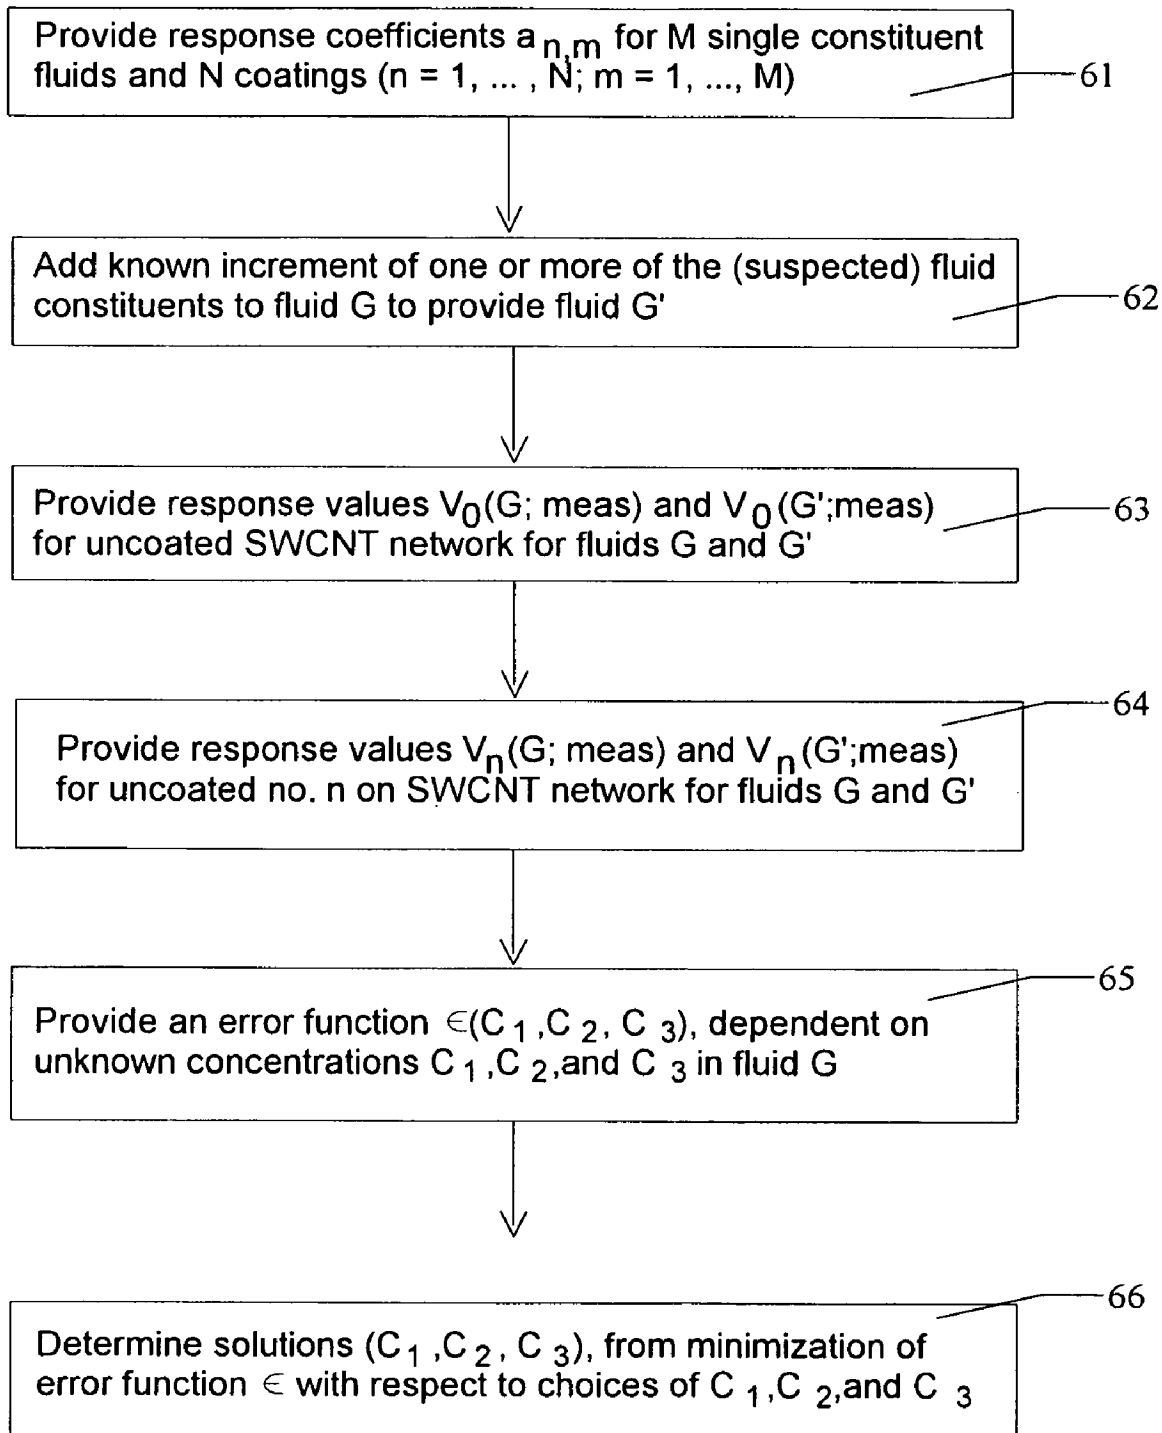 Provide response coefficients a n,m for M single constituent
fluids and N coatings (n = 1, ... , N; m = 1, ..., M)
61
Add known increment of one or more of the (suspected) fluid
constituents to fluid G to provide fluid G'
62
Provide response values V0(G; meas) and V0(G';meas)
for uncoated SWCNT network for fluids G and G'
63
64
Provide response values Vn(G; meas) and Vn(G';meas)
for uncoated no. n on SWCNT network for fluids G and G'
65
Provide an error function ∈(C 1 ,C 2, C 3), dependent on
unknown concentrations C 1 ,C 2 ,and C 3 in fluid G
66
Determine solutions (C 1 ,C 2 , C 3), from minimization of
error function ∈ with respect to choices of C 1 ,C 2 ,and C 3